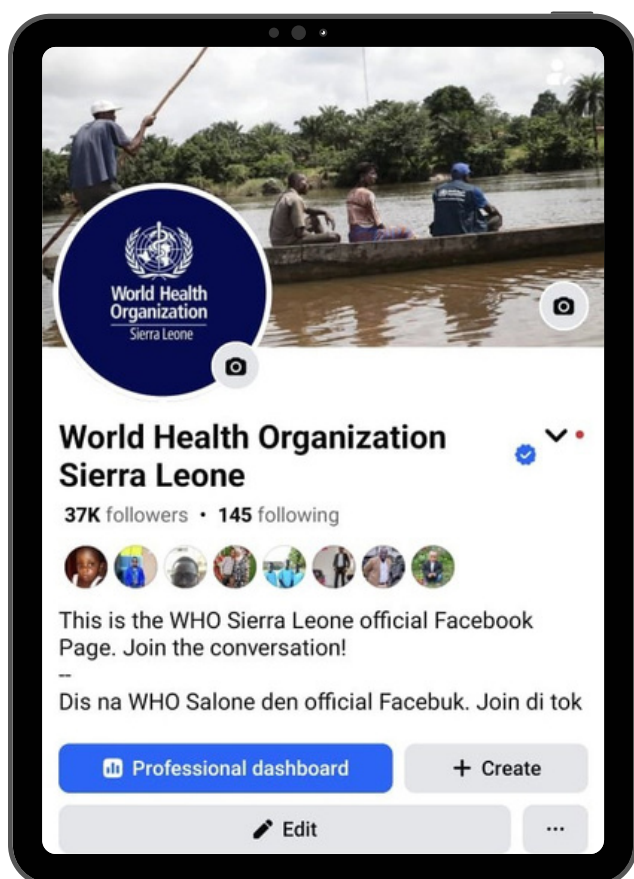 World Health
Organization
Sierra Leone
World Health Organization
Sierra Leone
37K followers • 145 following
This is the WHO Sierra Leone official Facebook
Page. Join the conversation!
--
Dis na WHO Salone den official Facebuk. Join di tok
Professional dashboard
+ Create
Edit
...